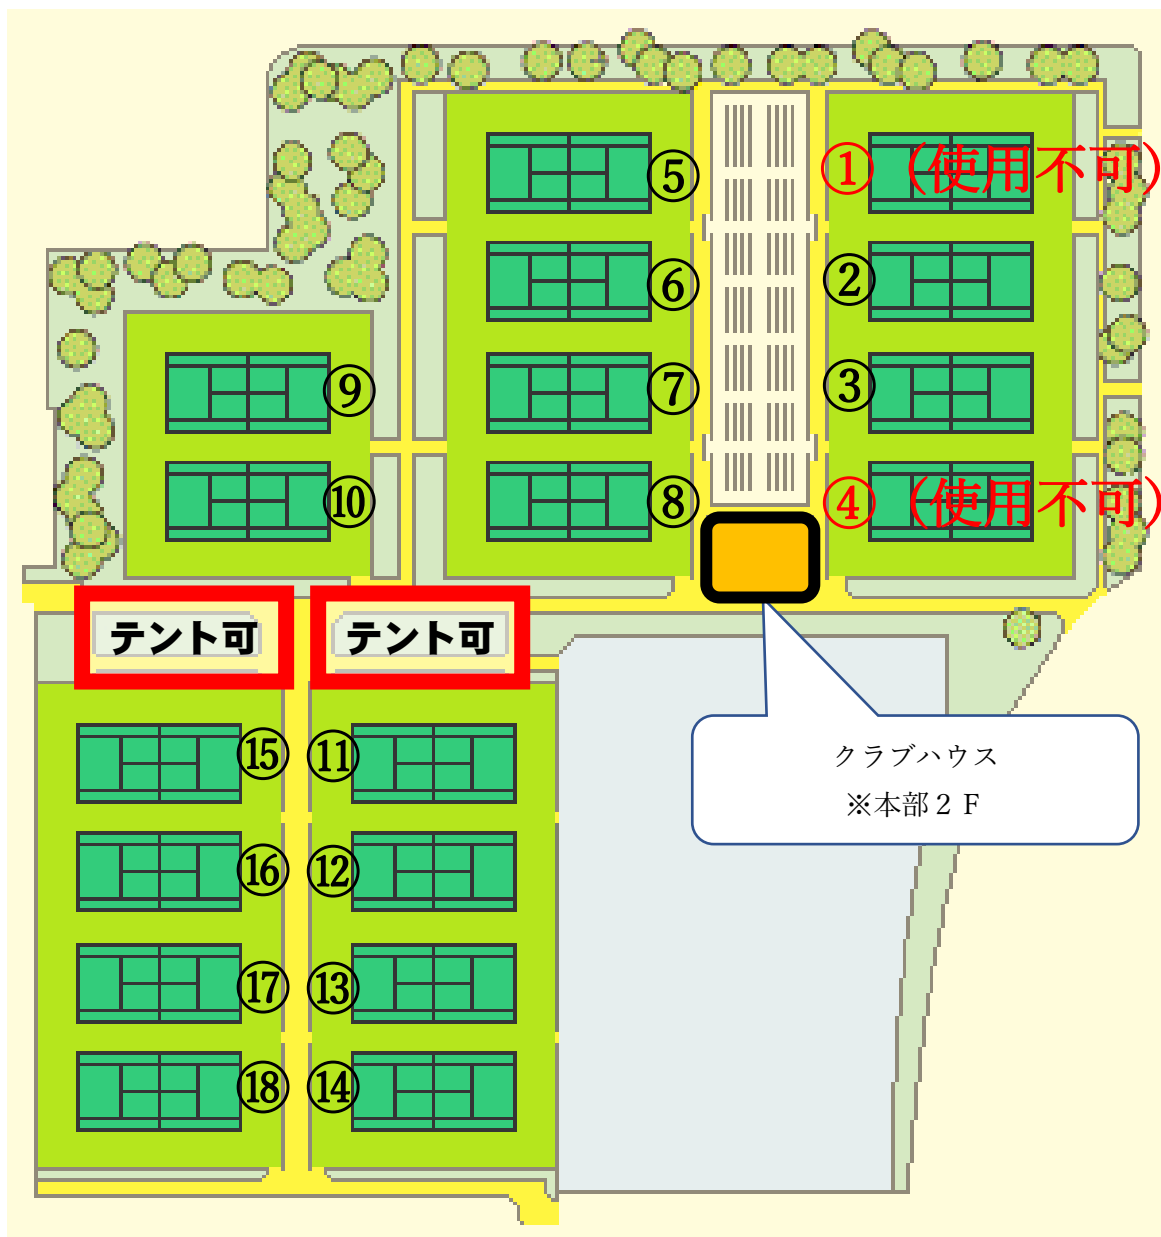 ⑤
① （使用不可）
⑥
②
⑦
③
⑨
⑧
④ （使用不可）
⑩
テント可
テント可
⑮
⑪
クラブハウス
※本部２Ｆ
⑯
⑫
⑰
⑬
⑱
⑭